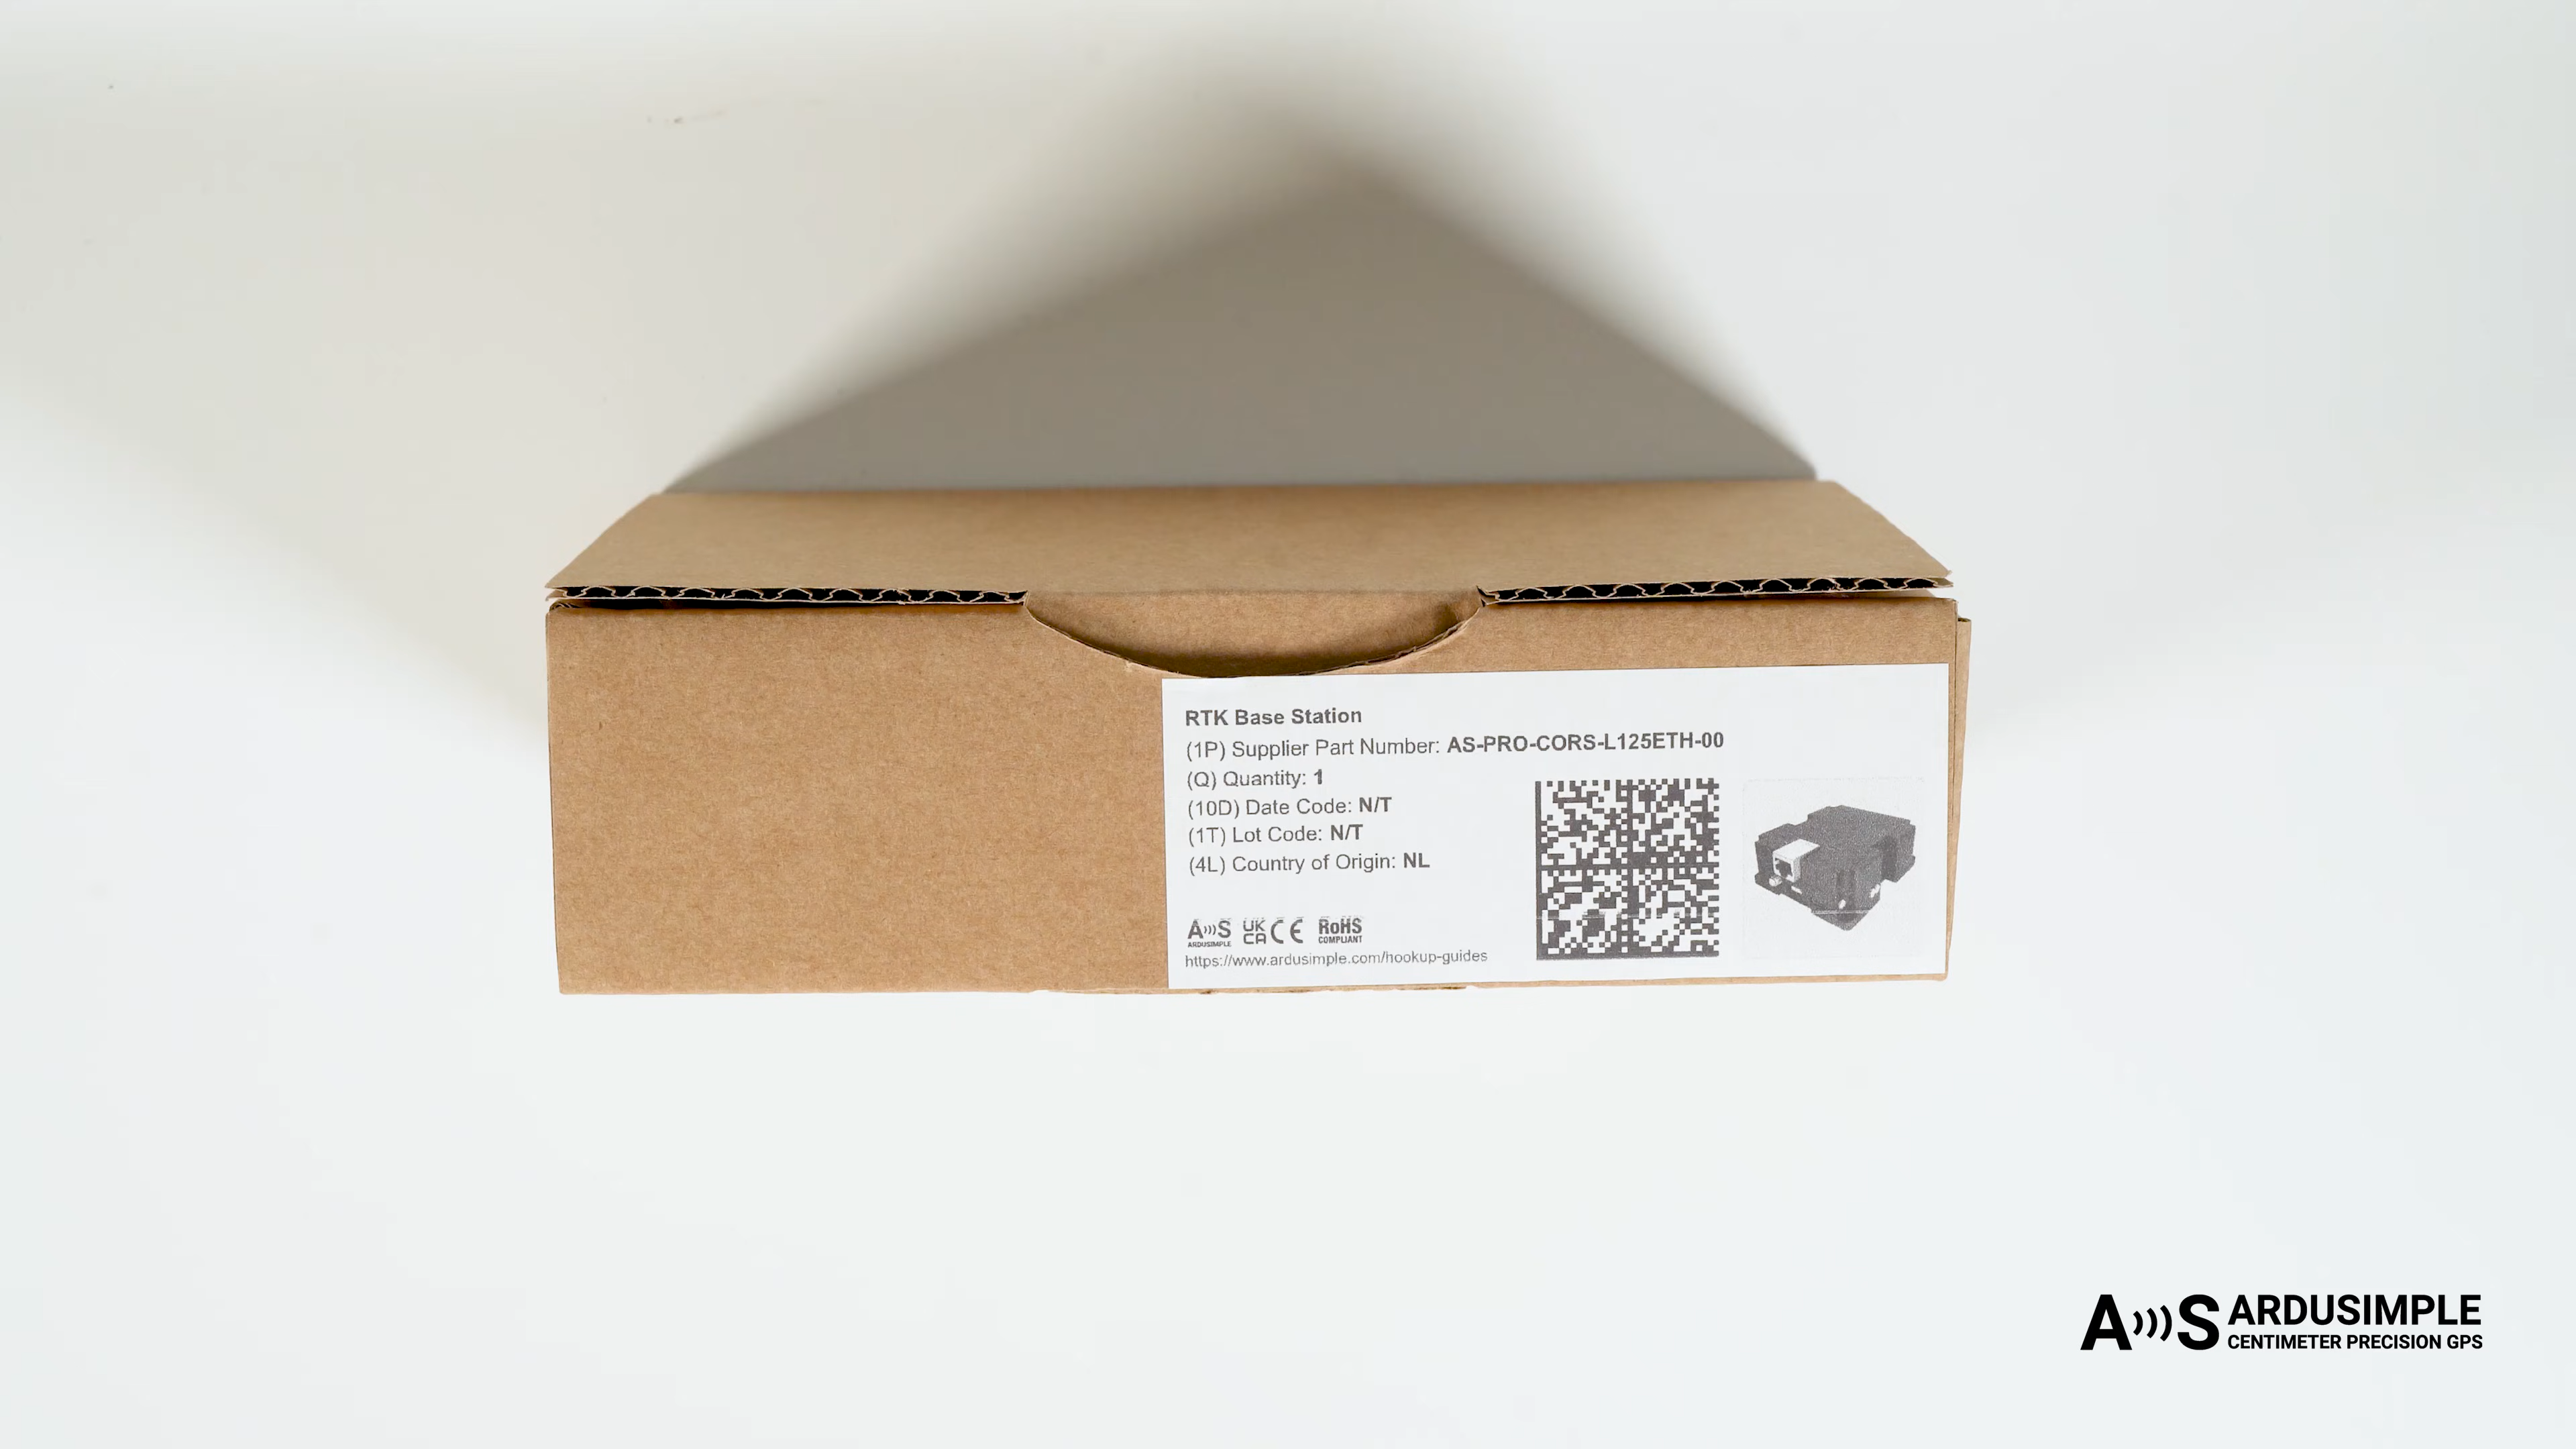 RTK Base Station
(1P) Supplier Part Number: AS-PRO-CORS-L125ETH-00
(Q) Quantity: 1
(10D) Date Code: N/T
(1T) Lot Code: N/T
(4L) Country of Origin: NL
A)))S UK CA CE RoHS
ARDUSIMPLE COMPLIANT
https://www.ardusimple.com/hookup-guides
A)))S ARDUSIMPLE
CENTIMETER PRECISION GPS